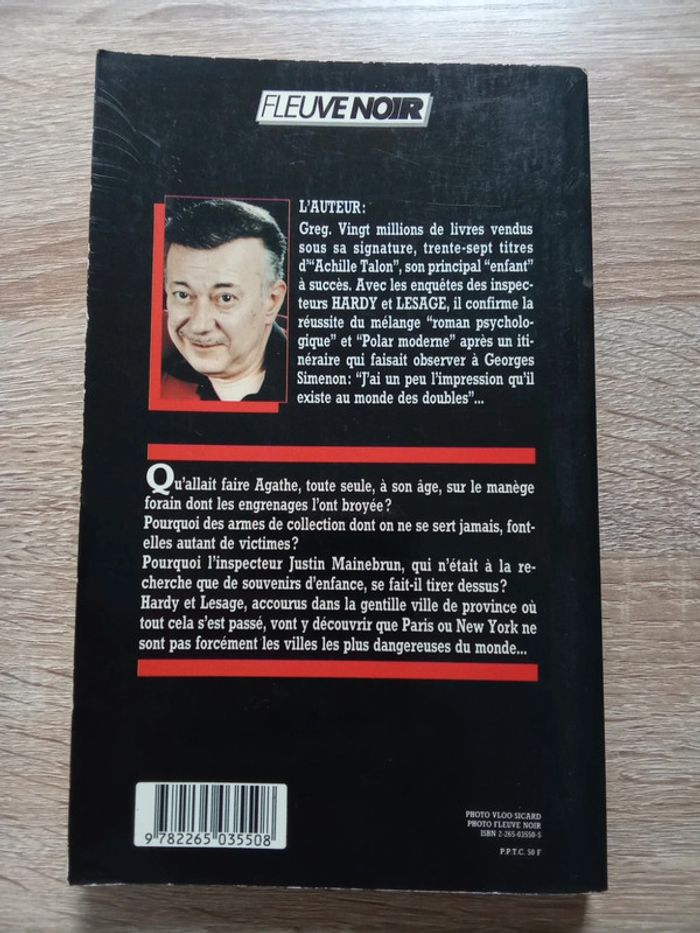 FLEUVE NOIR
L'AUTEUR:
Greg. Vingt millions de livres vendus
sous sa signature, trente-sept titres
d'"Achille Talon", son principal "enfant"
à succès. Avec les enquêtes des inspec-
teurs HARDY et LESAGE, il confirme la
réussite du mélange "roman psycholo-
gique" et "Polar moderne" après un iti-
néraire qui faisait observer à Georges
Simenon: "J'ai un peu l'impression qu'il
existe au monde des doubles"...
Qu'allait faire Agathe, toute seule, à son âge, sur le manège
forain dont les engrenages l'ont broyée?
Pourquoi des armes de collection dont on ne se sert jamais, font-
elles autant de victimes?
Pourquoi l'inspecteur Justin Mainebrun, qui n'était à la re-
cherche que de souvenirs d'enfance, se fait-il tirer dessus?
Hardy et Lesage, accourus dans la gentille ville de province où
tout cela s'est passé, vont y découvrir que Paris ou New York ne
sont pas forcément les villes les plus dangereuses du monde...
9 782265 035508
PHOTO VLOO SICARD
PHOTO FLEUVE NOIR
ISBN 2-265-03550-5
P.P.T.C. 50 F